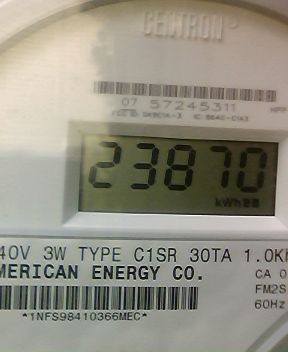 CENTRON
07 57245311
23870
kWh
40V 3W TYPE C1SR 30TA 1.0K
MERICAN ENERGY CO.
CA 0
FM2S
60Hz
*1NFS98410366MEC*